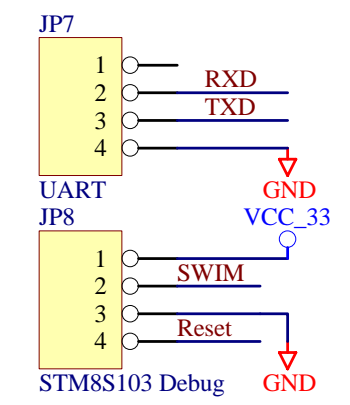 JP7
1
2 RXD
3 TXD
4
UART GND
JP8 VCC_33
1
2 SWIM
3
4 Reset
STM8S103 Debug GND